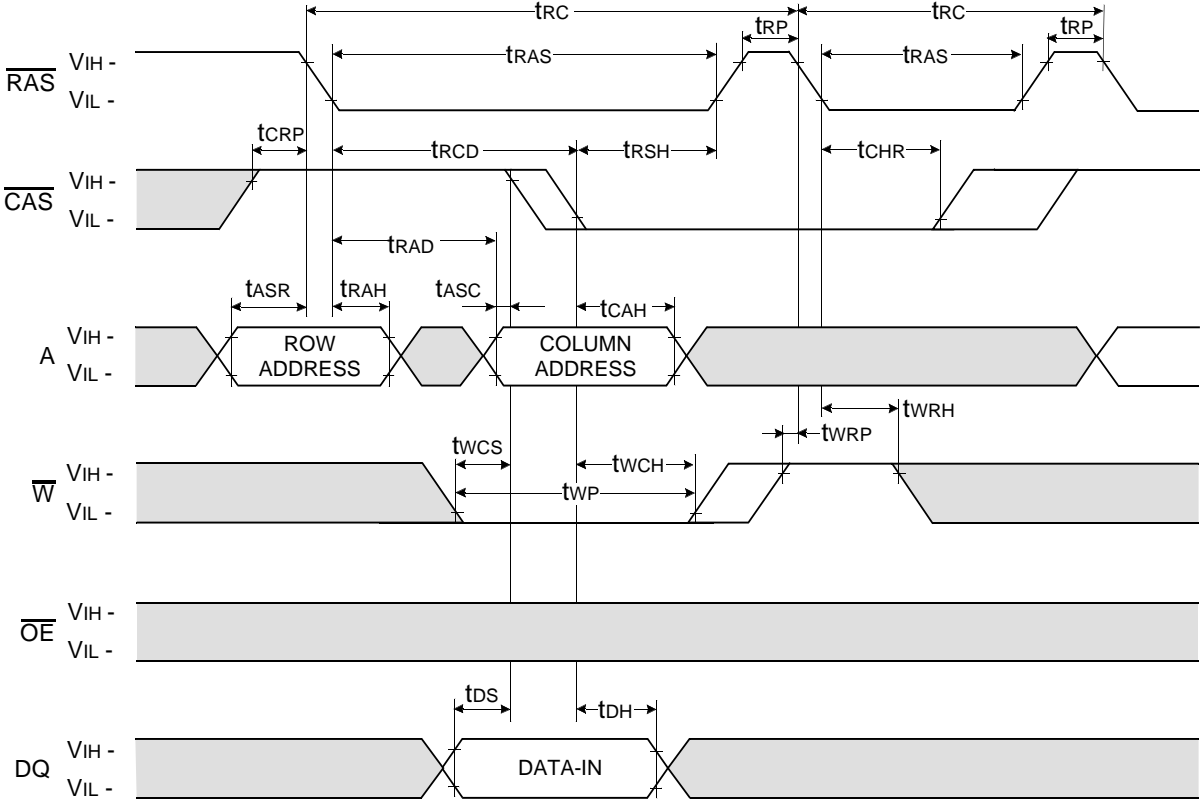 tRC tRC
tRP tRP
RAS VIH - tRAS tRAS
VIL -
tCRP tRCD tRSH tCHR
CAS VIH -
VIL -
tRAD
tASR tRAH tASC tCAH
A VIH - ROW ADDRESS COLUMN ADDRESS
VIL -
tWRH
tWRP
tWCS tWCH
W VIH - tWP
VIL -
OE VIH -
VIL -
tDS tDH
DQ VIH - DATA-IN
VIL -